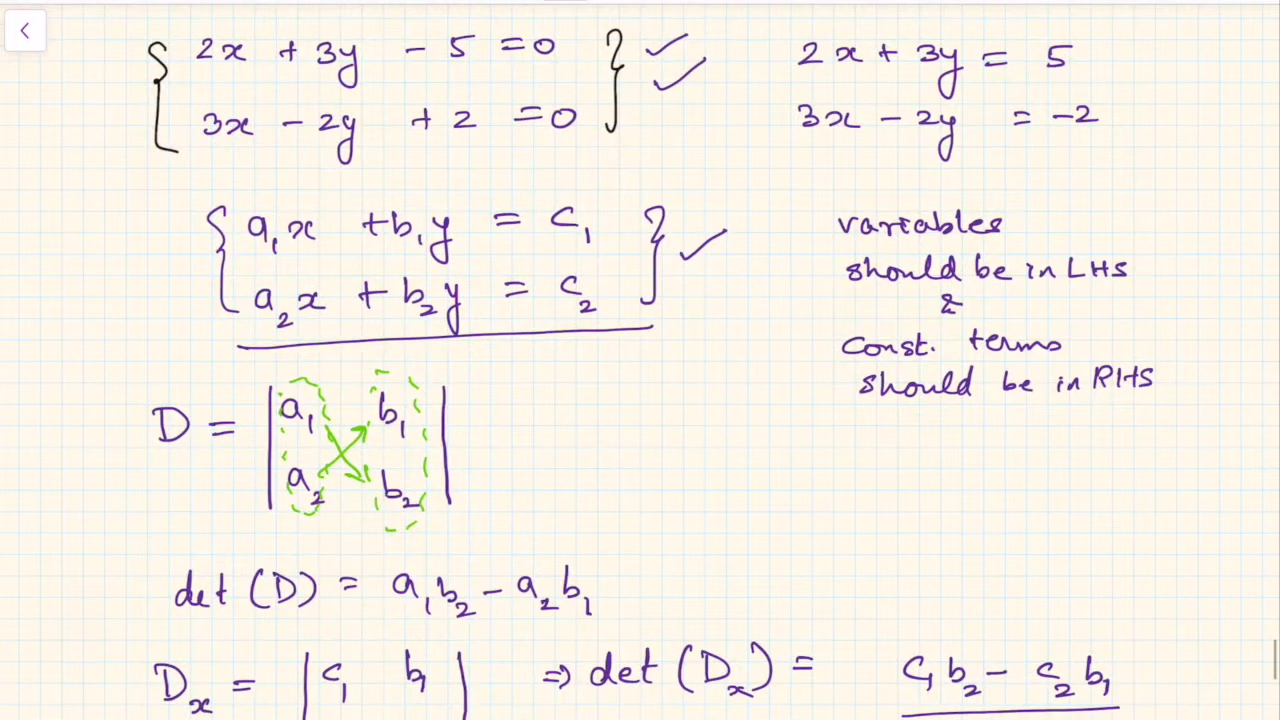 2x + 3y - 5 = 0
3x - 2y + 2 = 0
2x + 3y = 5
3x - 2y = -2
a₁x + b₁y = c₁
a₂x + b₂y = c₂
variables
should be in LHS
&
Const. terms
should be in RHS
D = | a₁ b₁ |
| a₂ b₂ |
det (D) = a₁b₂ - a₂b₁
Dₓ = | c₁ b₁ | ⇒ det (Dₓ) = c₁b₂ - c₂b₁